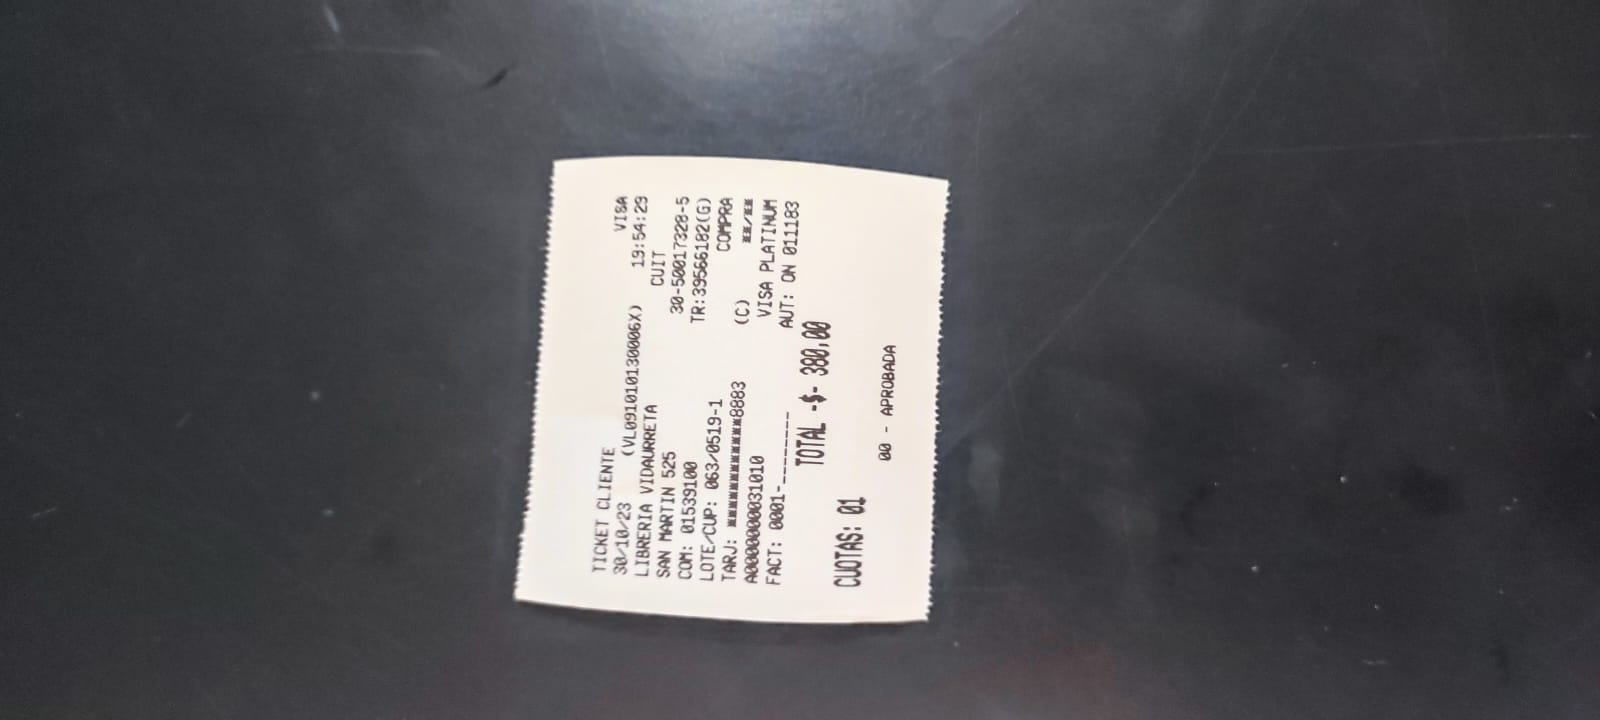 TICKET CLIENTE VISA
30/10/23 (VL09101013000­6X) 19:54:29
LIBRERIA VIDAURRETA CUIT
SAN MARTIN 525 30-50017328-5
COM: 01539100 TR:39566182(G)
LOTE/CUP: 063/0519-1 COMPRA
TARJ: ************8883 (C) **/**
A0000000031010 VISA PLATINUM
FACT: 0001-________ AUT: ON 011183
TOTAL -$- 380,00
CUOTAS: 01
00 - APROBADA